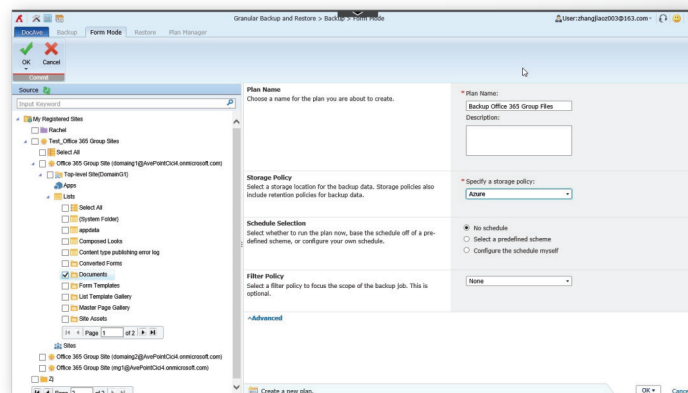 Granular Backup and Restore > Backup > Form Mode
User:zhangjiaoz003@163.com
DocAve Backup Form Mode Restore Plan Manager
OK Cancel
Commit
Source
Input Keyword
My Registered Sites
Rachel
Test_Office 365 Group Sites
Select All
Office 365 Group Site (domaing1@AvePointCici4.onmicrosoft.com)
Top-level Site(DomainG1)
Apps
Lists
Select All
(System Folder)
appdata
Composed Looks
Content type publishing error log
Converted Forms
Documents
Form Templates
List Template Gallery
Master Page Gallery
Site Assets
Page 1 of 2
Sites
Office 365 Group Site (domaing2@AvePointCici4.onmicrosoft.com)
Office 365 Group Site (mg1@AvePointCici4.onmicrosoft.com)
Zj
Page 2 of 2
Plan Name
Choose a name for the plan you are about to create.
* Plan Name:
Backup Office 365 Group Files
Description:
Storage Policy
Select a storage location for the backup data. Storage policies also
include retention policies for backup data.
* Specify a storage policy:
Azure
Schedule Selection
Select whether to run the plan now, base the schedule off of a pre-
defined scheme, or configure your own schedule.
No schedule
Select a predefined scheme
Configure the schedule myself
Filter Policy
Select a filter policy to focus the scope of the backup job. This is
optional.
None
Advanced
Create a new plan.
OK Cance